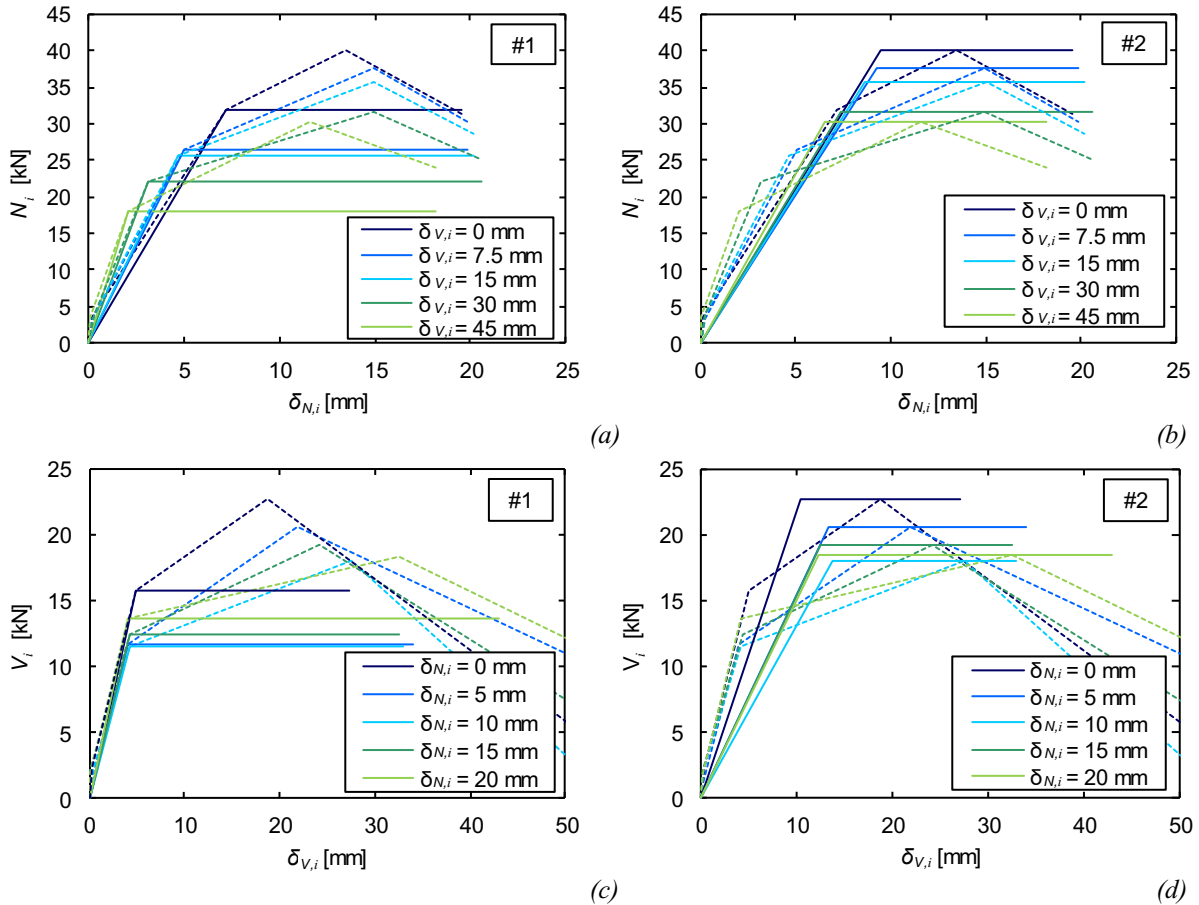 45
40
35
30
25
20
15
10
5
0
N i [kN]
#1
δV,i = 0 mm
δV,i = 7.5 mm
δV,i = 15 mm
δV,i = 30 mm
δV,i = 45 mm
0 5 10 15 20 25
δN,i [mm]
(a)
45
40
35
30
25
20
15
10
5
0
N i [kN]
#2
δV,i = 0 mm
δV,i = 7.5 mm
δV,i = 15 mm
δV,i = 30 mm
δV,i = 45 mm
0 5 10 15 20 25
δN,i [mm]
(b)
25
20
15
10
5
0
V i [kN]
#1
δN,i = 0 mm
δN,i = 5 mm
δN,i = 10 mm
δN,i = 15 mm
δN,i = 20 mm
0 10 20 30 40 50
δV,i [mm]
(c)
25
20
15
10
5
0
V i [kN]
#2
δN,i = 0 mm
δN,i = 5 mm
δN,i = 10 mm
δN,i = 15 mm
δN,i = 20 mm
0 10 20 30 40 50
δV,i [mm]
(d)